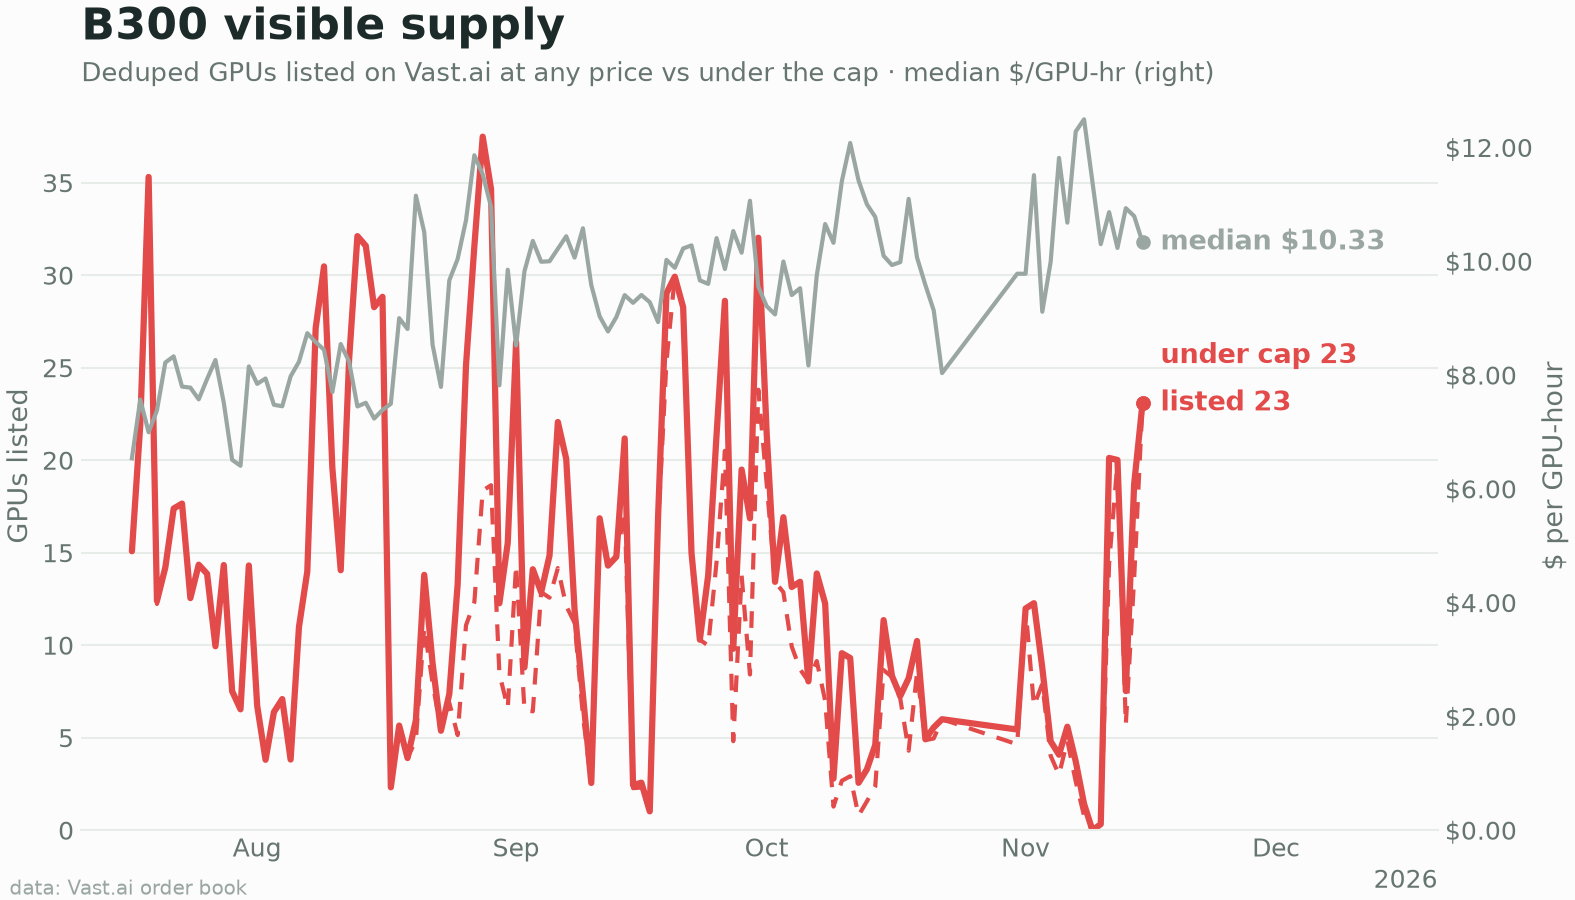 B300 visible supply
Deduped GPUs listed on Vast.ai at any price vs under the cap · median $/GPU-hr (right)
GPUs listed
35
30
25
20
15
10
5
0
$12.00
$10.00
$8.00
$6.00
$4.00
$2.00
$0.00
$ per GPU-hour
median $10.33
under cap 23
listed 23
Aug
Sep
Oct
Nov
Dec
2026
data: Vast.ai order book